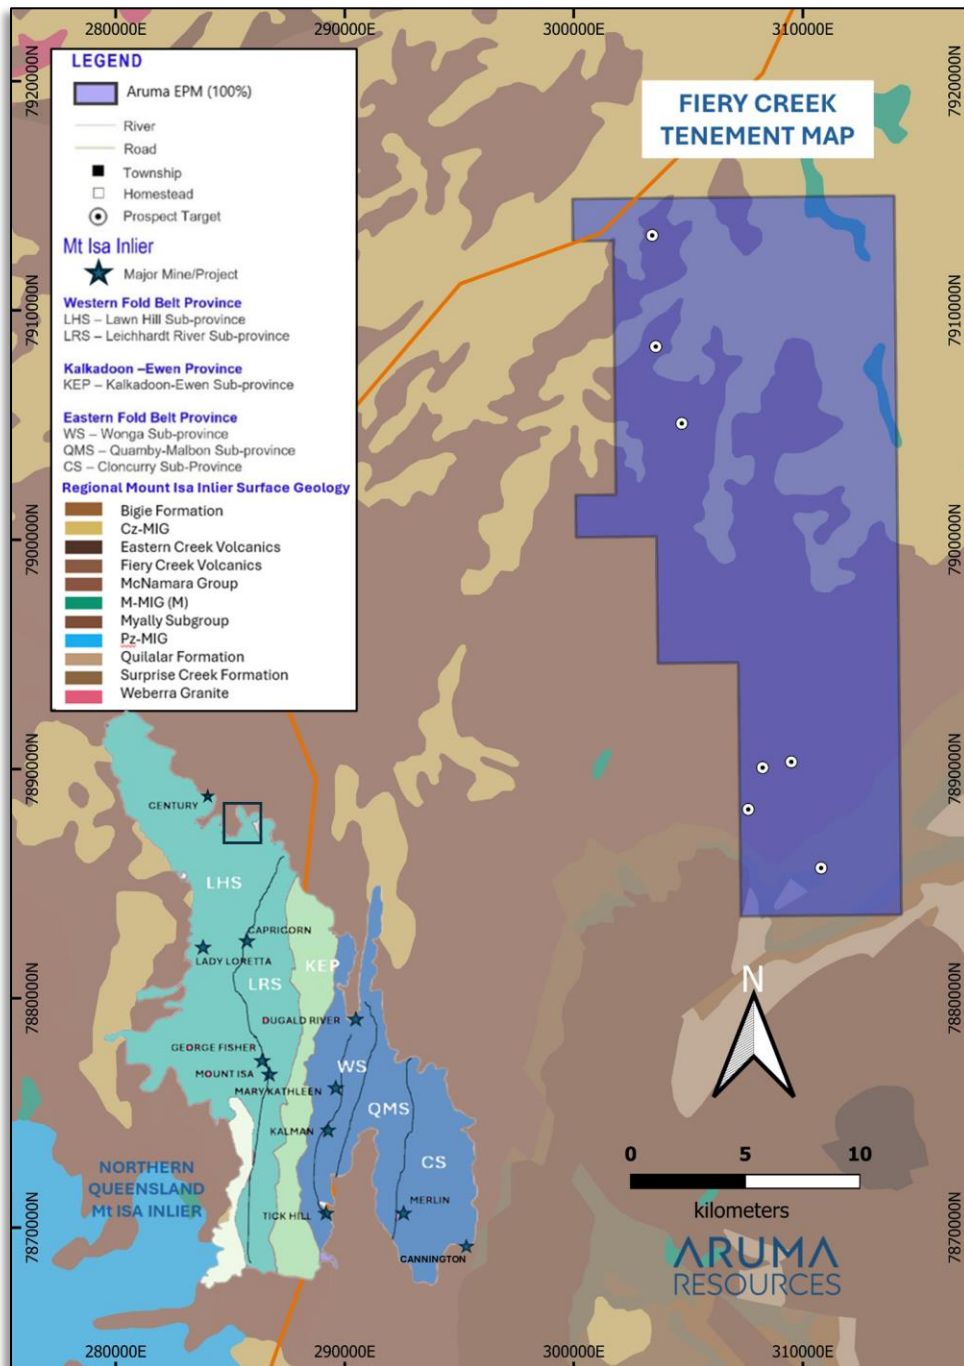 280000E
290000E
300000E
310000E
7920000N
7920000N
LEGEND
Aruma EPM (100%)
River
Road
Township
Homestead
Prospect Target
Mt Isa Inlier
Major Mine/Project
Western Fold Belt Province
LHS – Lawn Hill Sub-province
LRS – Leichhardt River Sub-province
Kalkadoon –Ewen Province
KEP – Kalkadoon-Ewen Sub-province
Eastern Fold Belt Province
WS – Wonga Sub-province
QMS – Quamby-Malbon Sub-province
CS – Cloncurry Sub-Province
Regional Mount Isa Inlier Surface Geology
Bigie Formation
Cz-MIG
Eastern Creek Volcanics
Fiery Creek Volcanics
McNamara Group
M-MIG (M)
Myally Subgroup
Pz-MIG
Quilalar Formation
Surprise Creek Formation
Weberra Granite
FIERY CREEK
TENEMENT MAP
7910000N
7910000N
7900000N
7900000N
7890000N
7890000N
CENTURY
LHS
CAPRICORN
LADY LORETTA
KEP
LRS
DUGALD RIVER
GEORGE FISHER
WS
MOUNT ISA
MARY KATHLEEN
QMS
KALMAN
CS
MERLIN
TICK HILL
CANNINGTON
NORTHERN
QUEENSLAND
Mt ISA INLIER
7880000N
7880000N
N
0 5 10
kilometers
7870000N
7870000N
ARUMA
RESOURCES
280000E
290000E
300000E
310000E